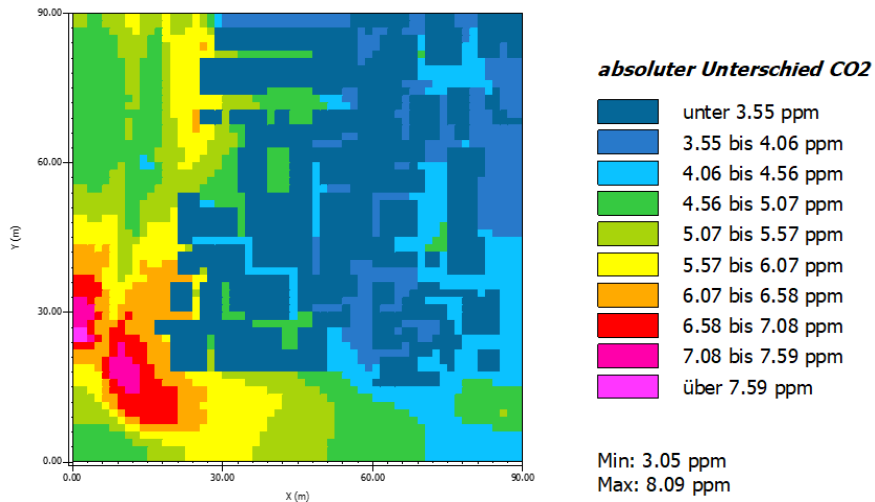 90.00
60.00
30.00
0.00
Y (m)
0.00
30.00
60.00
90.00
X (m)
absoluter Unterschied CO2
unter 3.55 ppm
3.55 bis 4.06 ppm
4.06 bis 4.56 ppm
4.56 bis 5.07 ppm
5.07 bis 5.57 ppm
5.57 bis 6.07 ppm
6.07 bis 6.58 ppm
6.58 bis 7.08 ppm
7.08 bis 7.59 ppm
über 7.59 ppm
Min: 3.05 ppm
Max: 8.09 ppm